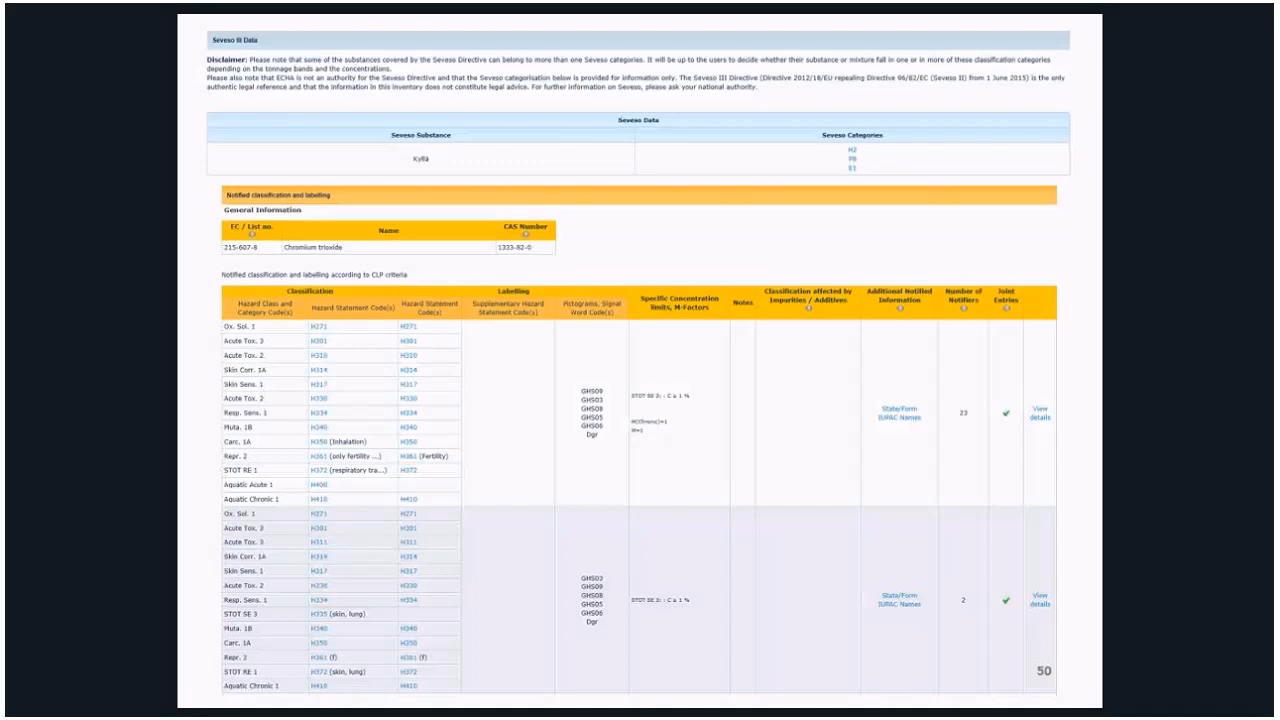 Seveso III Data
Disclaimer: Please note that some of the substances covered by the Seveso Directive can belong to more than one Seveso categories. It will be up to the users to decide whether their substance or mixture fall in one or in more of these classification categories
depending on the tonnage bands and the concentrations.
Please also note that ECHA is not an authority for the Seveso Directive and that the Seveso categorisation below is provided for information only. The Seveso III Directive (Directive 2012/18/EU repealing Directive 96/82/EC (Seveso II) from 1 June 2015) is the only
authentic legal reference and that the information in this inventory does not constitute legal advice. For further information on Seveso, please ask your national authority.
Seveso Data
Seveso Substance Seveso Categories
Kyllä
H2
P8
E1
Notified classification and labelling
General Information
EC / List no. Name CAS Number
215-607-8 Chromium trioxide 1333-82-0
Notified classification and labelling according to CLP criteria
Classification Labelling Specific Concentration limits, M-Factors Notes Classification affected by Impurities / Additives Additional Notified Information Number of Notifiers Joint Entries
Hazard Class and Category Code(s) Hazard Statement Code(s) Hazard Statement Code(s) Supplementary Hazard Statement Code(s) Pictograms, Signal Word Code(s)
Ox. Sol. 1 H271 H271
Acute Tox. 3 H301 H301
Acute Tox. 2 H310 H310
Skin Corr. 1A H314 H314
Skin Sens. 1 H317 H317
Acute Tox. 2 H330 H330
Resp. Sens. 1 H334 H334
Muta. 1B H340 H340
Carc. 1A H350 (Inhalation) H350
Repr. 2 H361 (only fertility ...) H361 (Fertility)
STOT RE 1 H372 (respiratory tra...) H372
Aquatic Acute 1 H400
Aquatic Chronic 1 H410 H410
GHS09
GHS03
GHS08
GHS05
GHS06
Dgr
STOT SE 3; : C ≥ 1 %
M(Chronic)=1
M=1
State/Form
IUPAC Names
23
View
details
Ox. Sol. 1 H271 H271
Acute Tox. 3 H301 H301
Acute Tox. 3 H311 H311
Skin Corr. 1A H314 H314
Skin Sens. 1 H317 H317
Acute Tox. 2 H330 H330
Resp. Sens. 1 H334 H334
STOT SE 3 H335 (skin, lung)
Muta. 1B H340 H340
Carc. 1A H350 H350
Repr. 2 H361 (f) H361 (f)
STOT RE 1 H372 (skin, lung) H372
Aquatic Chronic 1 H410 H410
GHS03
GHS09
GHS08
GHS05
GHS06
Dgr
STOT SE 3; : C ≥ 1 %
State/Form
IUPAC Names
2
View
details
50